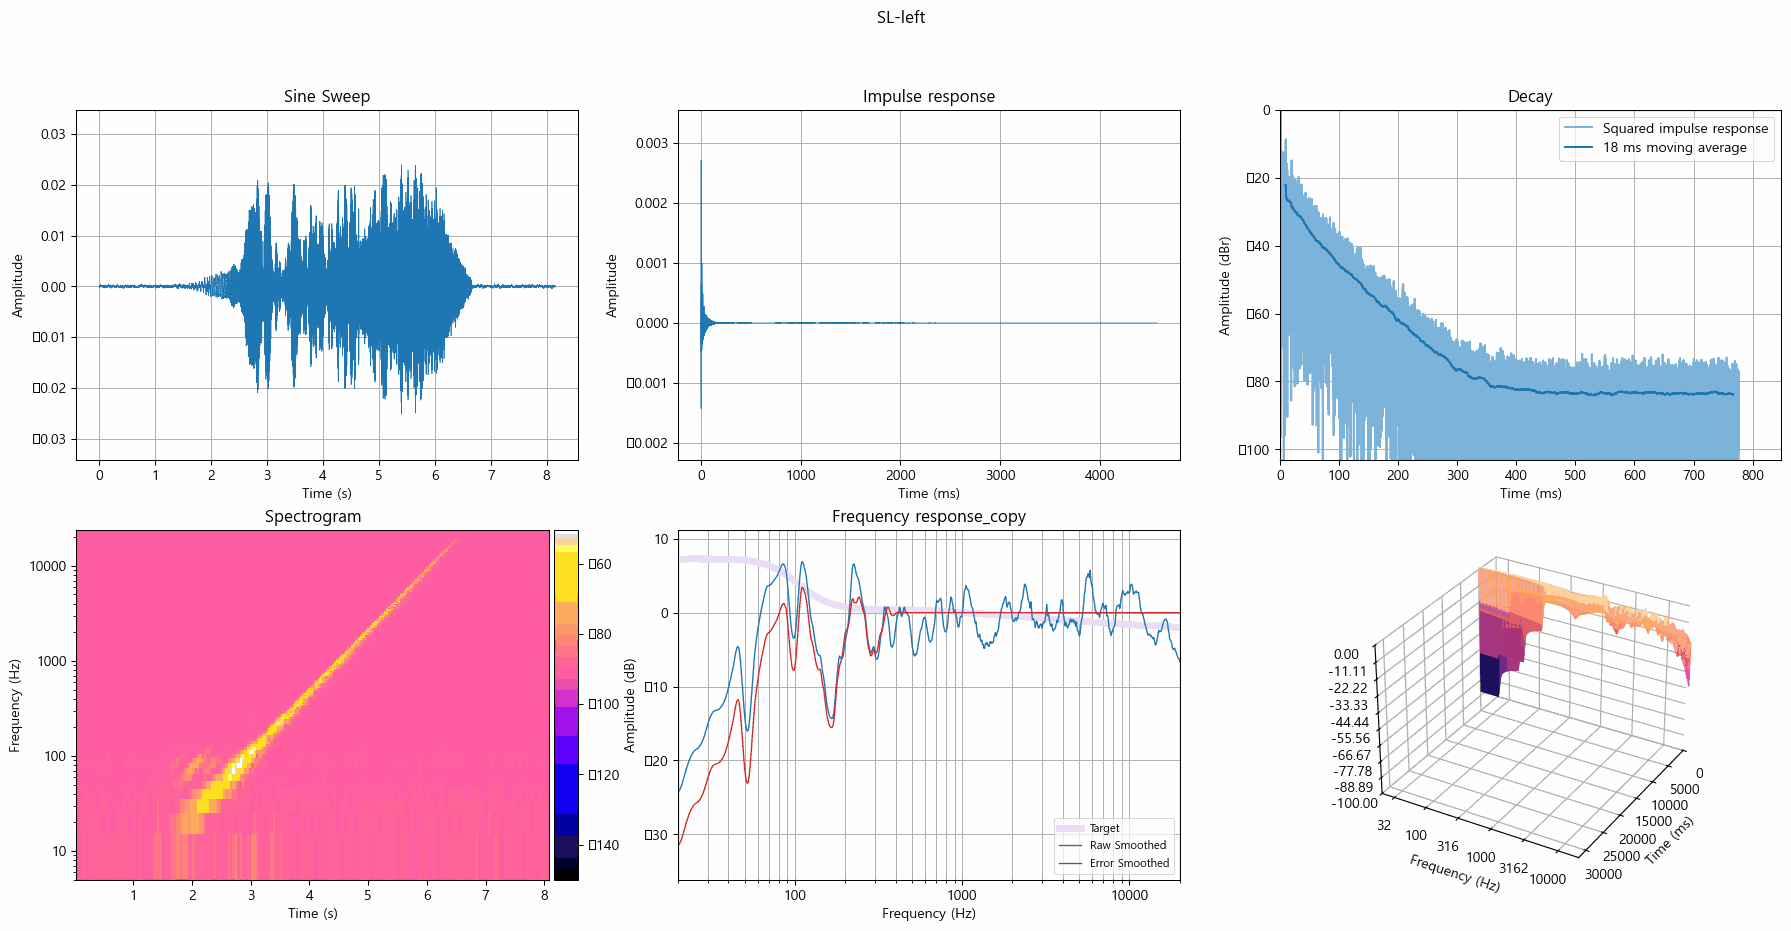 SL-left
Sine Sweep
Amplitude
0.03
0.02
0.01
0.00
▯0.01
▯0.02
▯0.03
0 1 2 3 4 5 6 7 8
Time (s)
Impulse response
Amplitude
0.003
0.002
0.001
0.000
▯0.001
▯0.002
0 1000 2000 3000 4000
Time (ms)
Decay
Squared impulse response
18 ms moving average
Amplitude (dBr)
0
▯20
▯40
▯60
▯80
▯100
0 100 200 300 400 500 600 700 800
Time (ms)
Spectrogram
Frequency (Hz)
10000
1000
100
10
1 2 3 4 5 6 7 8
Time (s)
▯60
▯80
▯100
▯120
▯140
Frequency response_copy
Amplitude (dB)
10
0
▯10
▯20
▯30
Target
Raw Smoothed
Error Smoothed
100 1000 10000
Frequency (Hz)
0.00
-11.11
-22.22
-33.33
-44.44
-55.56
-66.67
-77.78
-88.89
-100.00
32 100 316 1000 3162 10000
Frequency (Hz)
0
5000
10000
15000
20000
25000
30000
Time (ms)